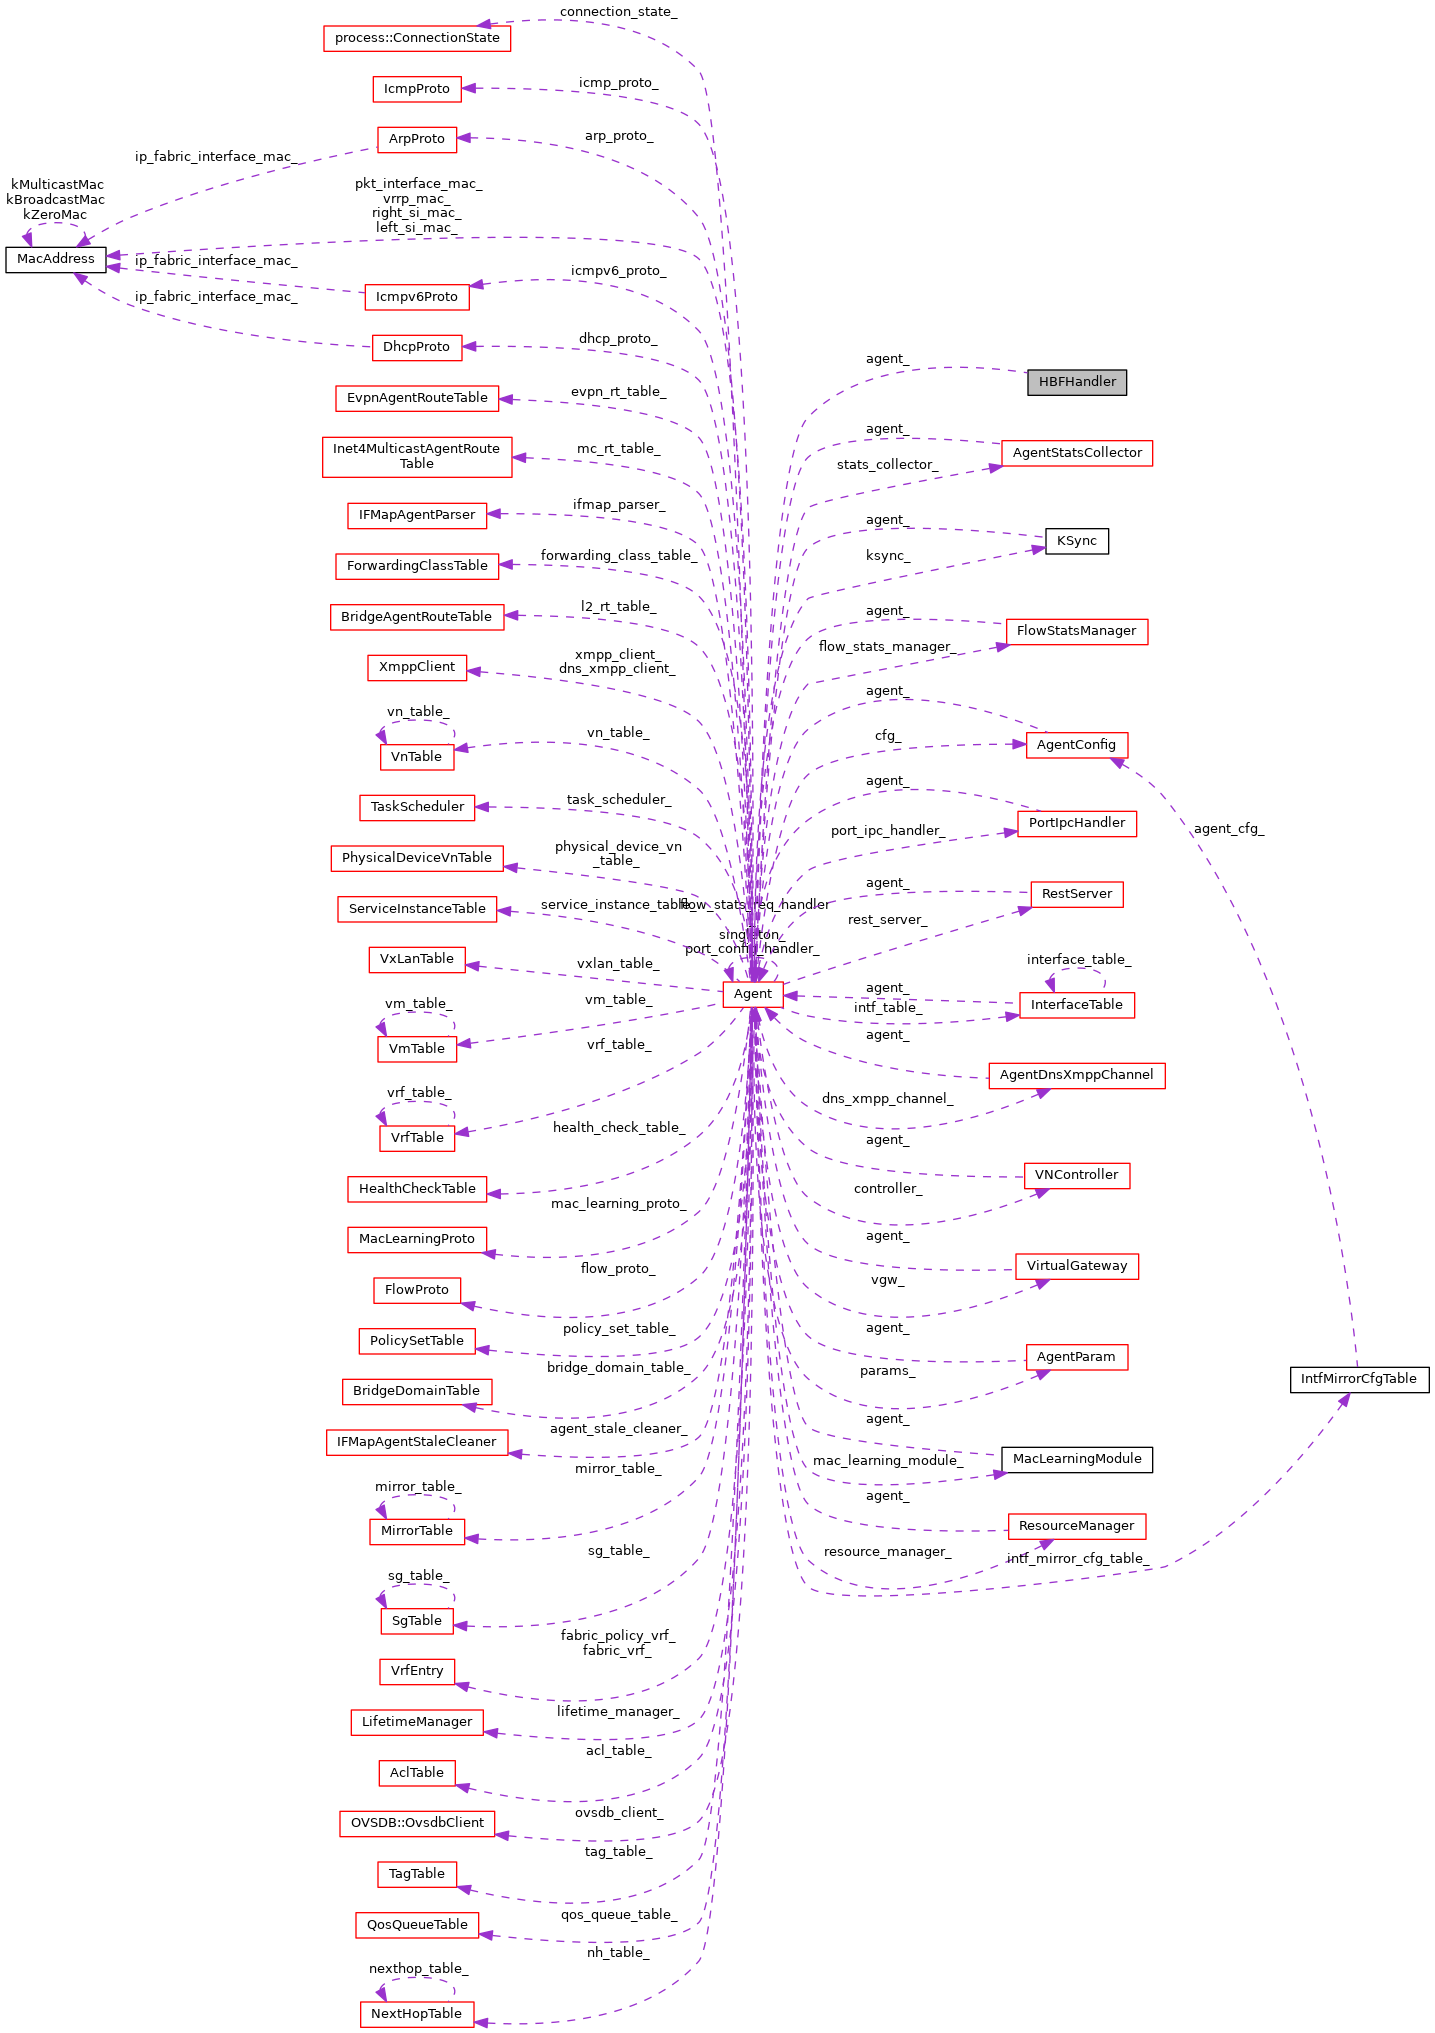 connection_state_
process::ConnectionState
icmp_proto_
IcmpProto
arp_proto_
ArpProto
ip_fabric_interface_mac_
kMulticastMac
kBroadcastMac
kZeroMac
pkt_interface_mac_
vrrp_mac_
right_si_mac_
left_si_mac_
MacAddress
ip_fabric_interface_mac_
icmpv6_proto_
Icmpv6Proto
ip_fabric_interface_mac_
dhcp_proto_
DhcpProto
agent_
HBFHandler
evpn_rt_table_
EvpnAgentRouteTable
agent_
AgentStatsCollector
mc_rt_table_
Inet4MulticastAgentRoute
Table
stats_collector_
ifmap_parser_
IFMapAgentParser
agent_
KSync
forwarding_class_table_
ForwardingClassTable
ksync_
l2_rt_table_
BridgeAgentRouteTable
agent_
FlowStatsManager
flow_stats_manager_
xmpp_client_
dns_xmpp_client_
XmppClient
agent_
vn_table_
vn_table_
VnTable
cfg_
AgentConfig
agent_
task_scheduler_
TaskScheduler
PortIpcHandler
port_ipc_handler_
agent_cfg_
physical_device_vn
_table_
PhysicalDeviceVnTable
agent_
RestServer
service_instance_table_
flow_stats_req_handler
_
ServiceInstanceTable
rest_server_
singleton_
port_config_handler_
vxlan_table_
VxLanTable
interface_table_
Agent
agent_
intf_table_
InterfaceTable
vm_table_
vm_table_
VmTable
agent_
vrf_table_
AgentDnsXmppChannel
vrf_table_
dns_xmpp_channel_
VrfTable
health_check_table_
agent_
VNController
HealthCheckTable
controller_
mac_learning_proto_
MacLearningProto
agent_
VirtualGateway
flow_proto_
FlowProto
vgw_
policy_set_table_
PolicySetTable
agent_
AgentParam
bridge_domain_table_
BridgeDomainTable
params_
IntfMirrorCfgTable
agent_stale_cleaner_
IFMapAgentStaleCleaner
agent_
MacLearningModule
mac_learning_module_
mirror_table_
mirror_table_
MirrorTable
agent_
ResourceManager
sg_table_
resource_manager_
intf_mirror_cfg_table_
sg_table_
SgTable
fabric_policy_vrf_
fabric_vrf_
VrfEntry
lifetime_manager_
LifetimeManager
acl_table_
AclTable
ovsdb_client_
OVSDB::OvsdbClient
tag_table_
TagTable
qos_queue_table_
QosQueueTable
nh_table_
nexthop_table_
NextHopTable